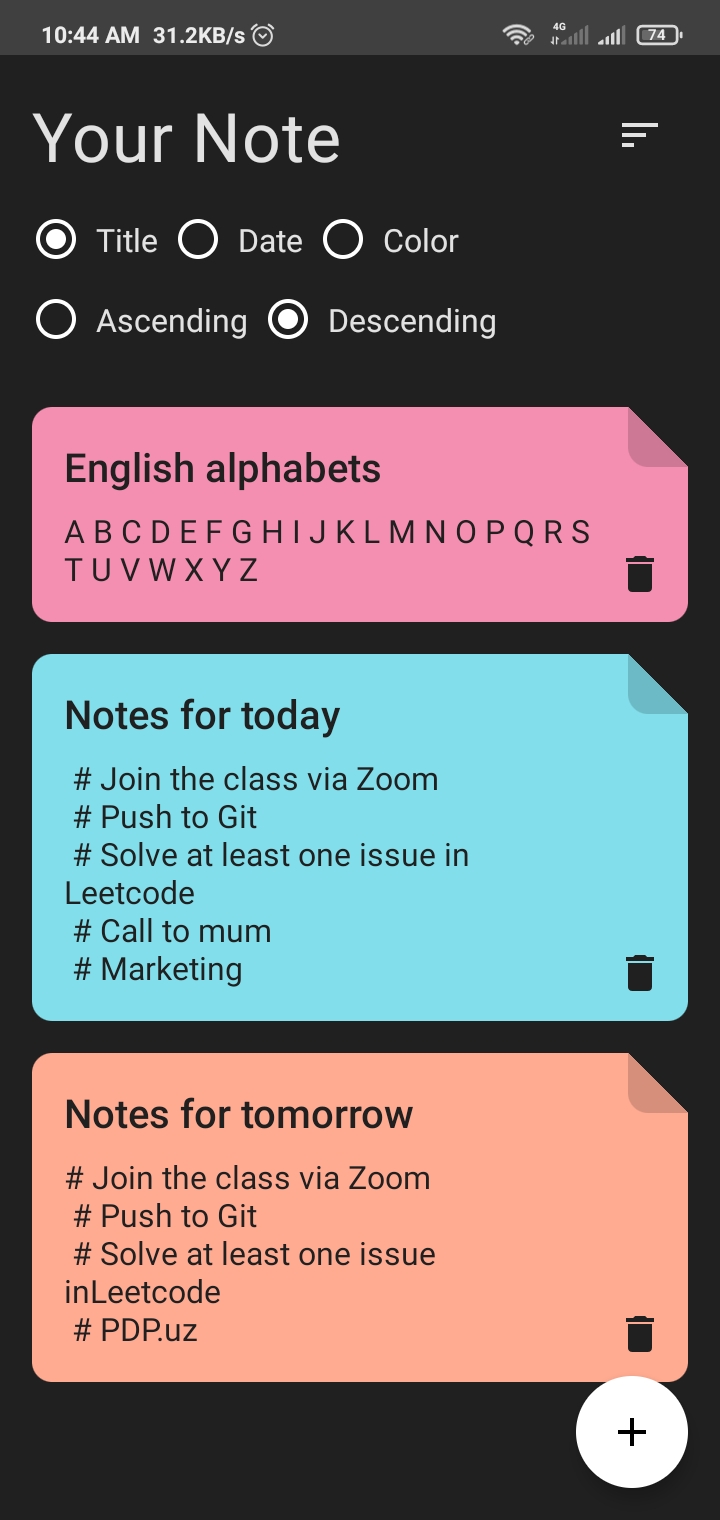 10:44 AM 31.2KB/s 4G 74
Your Note
Title Date Color
Ascending Descending
English alphabets
A B C D E F G H I J K L M N O P Q R S
T U V W X Y Z
Notes for today
# Join the class via Zoom
# Push to Git
# Solve at least one issue in
Leetcode
# Call to mum
# Marketing
Notes for tomorrow
# Join the class via Zoom
# Push to Git
# Solve at least one issue
inLeetcode
# PDP.uz